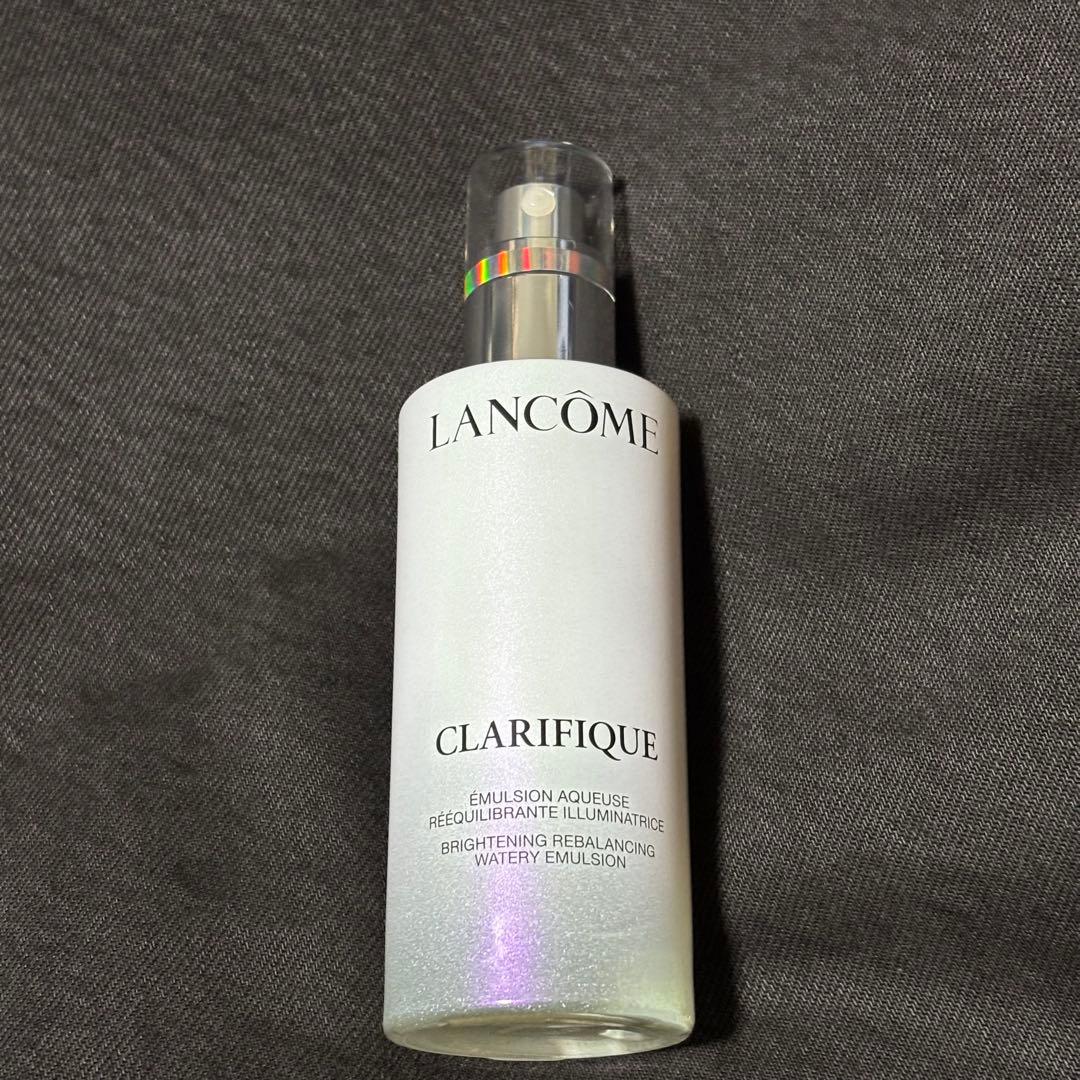 LANCÔME
CLARIFIQUE
ÉMULSION AQUEUSE
RÉÉQUILIBRANTE ILLUMINATRICE
BRIGHTENING REBALANCING
WATERY EMULSION